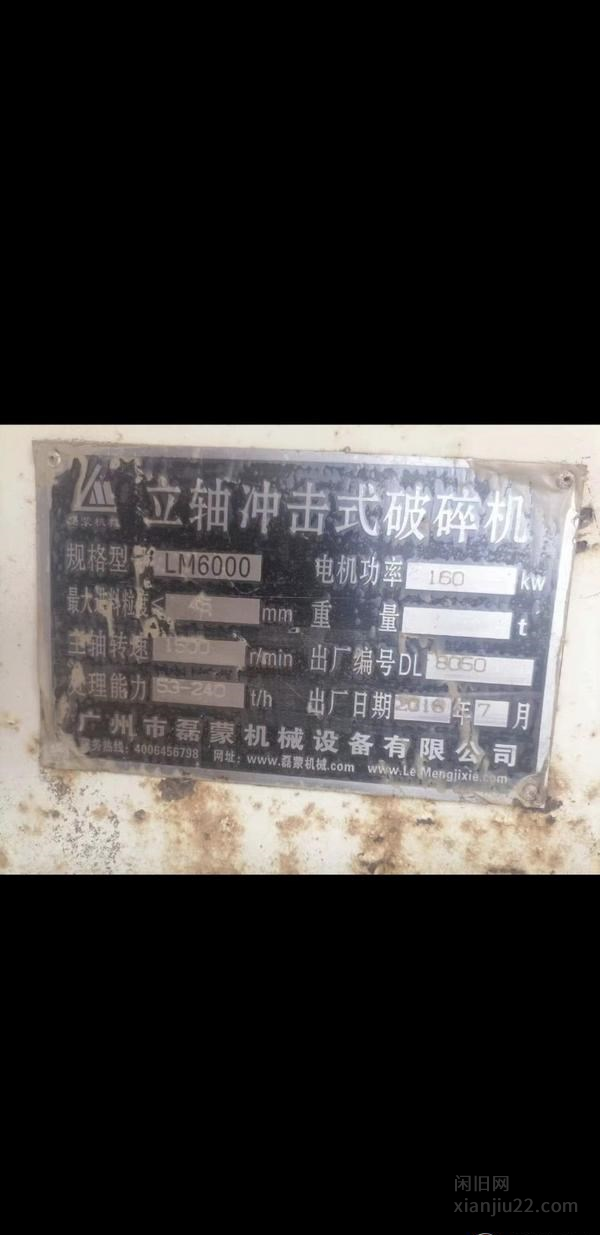 磊蒙机械
立轴冲击式破碎机
规格型号 LM6000 电机功率 160 kw
最大进料粒度 < 45 mm 重 量 t
主轴转速 1500 r/min 出厂编号 DL 8050
处理能力 53-240 t/h 出厂日期 2016 年 7 月
广州市磊蒙机械设备有限公司
服务热线: 4006456798 网址: www.磊蒙机械.com www.LeMengjixie.com
闲旧网
xianjiu22.com